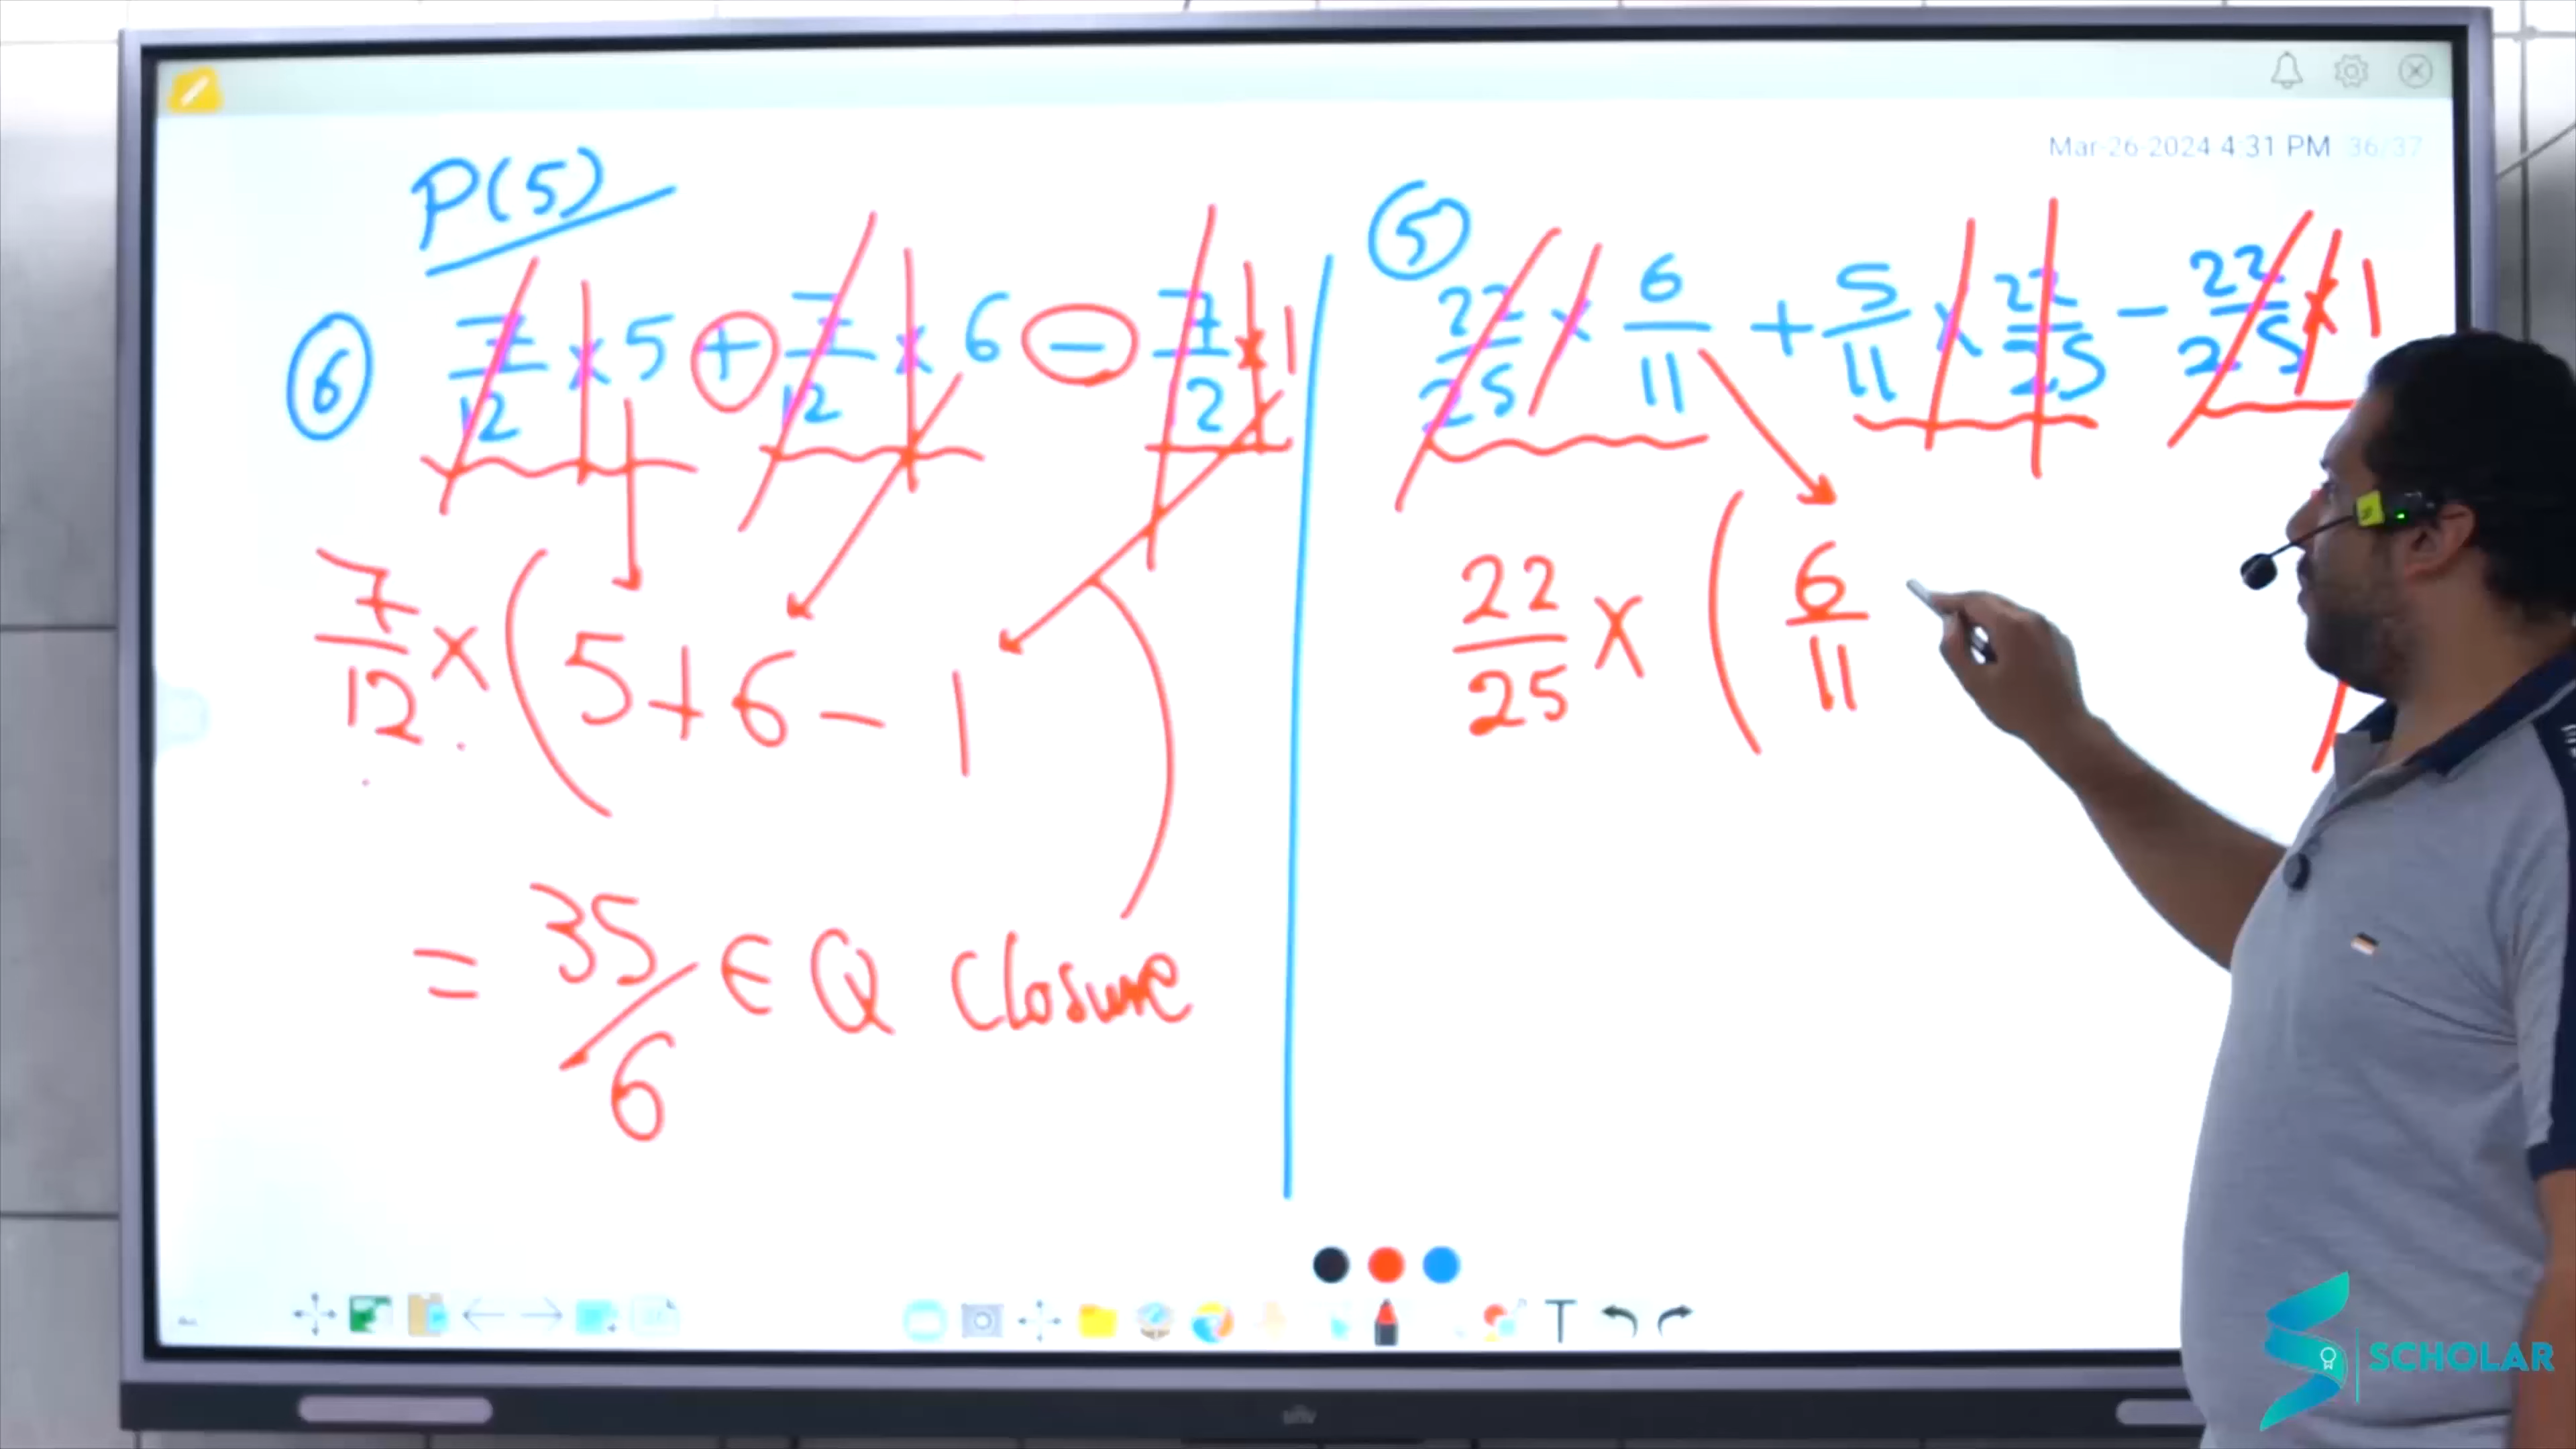 Mar-26-2024 4:31 PM 36/37
P(5)
6 7/12 x 5 + 7/12 x 6 - 7/12 x 1
7/12 x ( 5 + 6 - 1 )
= 35/6 ∈ Q Closure
5 22/25 x 6/11 + 5/11 x 22/25 - 22/25 x 1
22/25 x ( 6/11
T
SCHOLAR